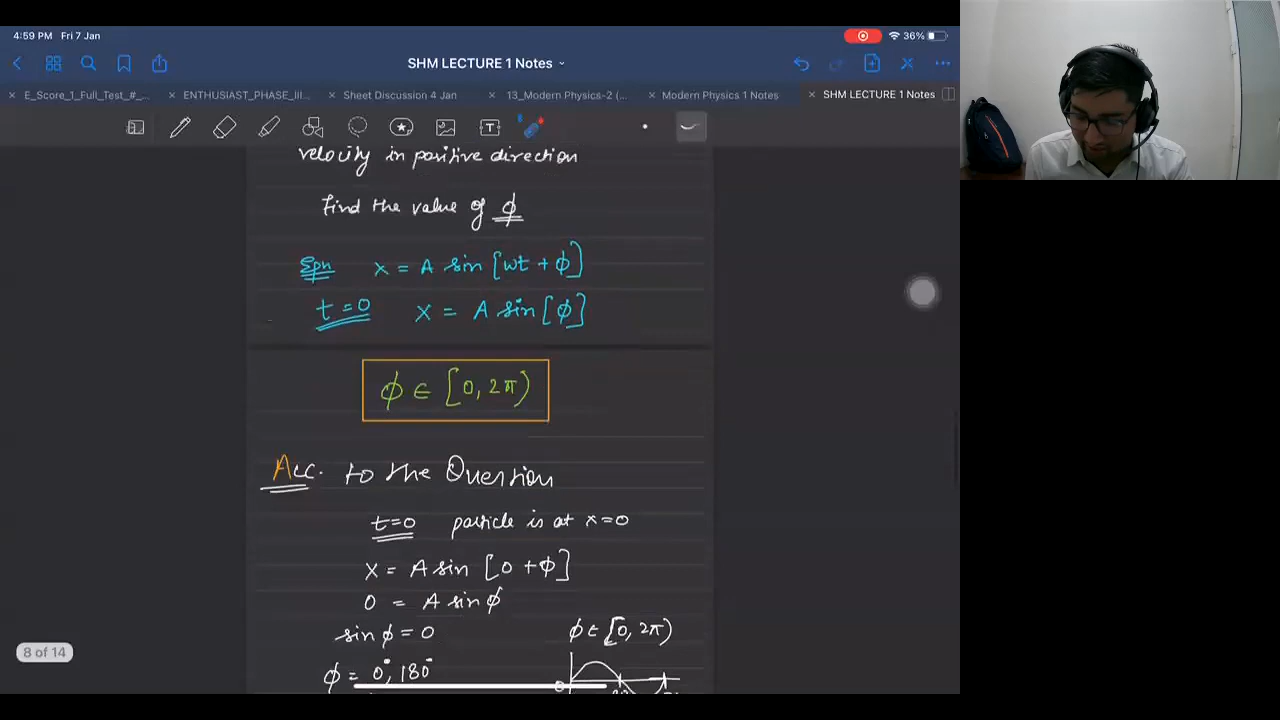 4:59 PM Fri 7 Jan
36%
SHM LECTURE 1 Notes
E_Score_1_Full_Test_#_...
ENTHUSIAST_PHASE_III...
Sheet Discussion 4 Jan
13_Modern Physics-2 (...
Modern Physics 1 Notes
SHM LECTURE 1 Notes
velocity in positive direction
find the value of ϕ
x = A sin [ωt + ϕ]
t = 0 x = A sin [ϕ]
ϕ ∈ [0, 2π)
Acc. to the Question
t=0 particle is at x=0
x = A sin [0 + ϕ]
0 = A sin ϕ
sin ϕ = 0
ϕ ∈ [0, 2π)
ϕ = 0°, 180°
0
8 of 14